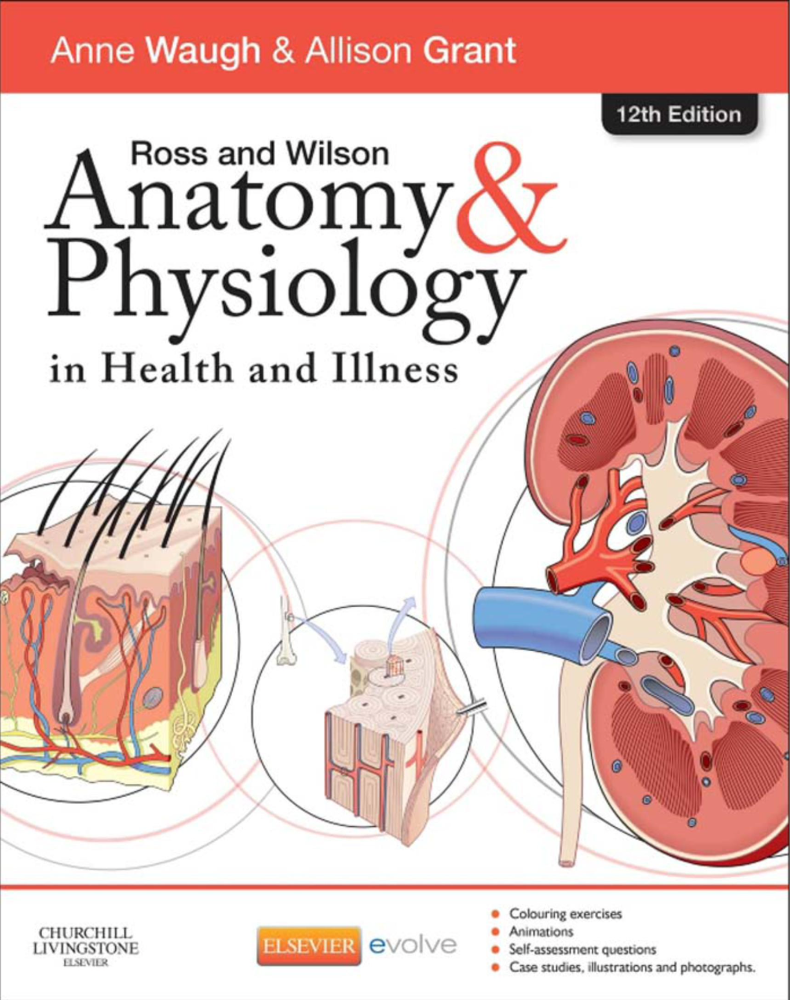 Anne Waugh & Allison Grant
12th Edition
Ross and Wilson
Anatomy &
Physiology
in Health and Illness
CHURCHILL
LIVINGSTONE
ELSEVIER
ELSEVIER evolve
Colouring exercises
Animations
Self-assessment questions
Case studies, illustrations and photographs.